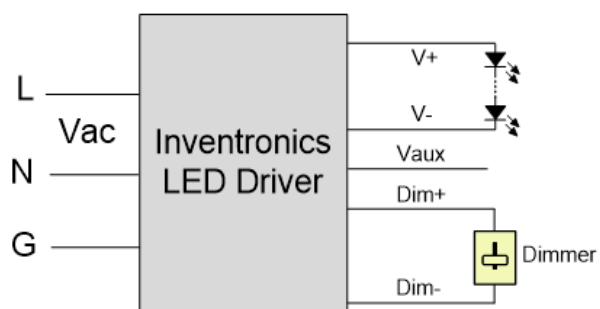 L
Vac
N
G
Inventronics
LED Driver
V+
V-
Vaux
Dim+
Dimmer
Dim-